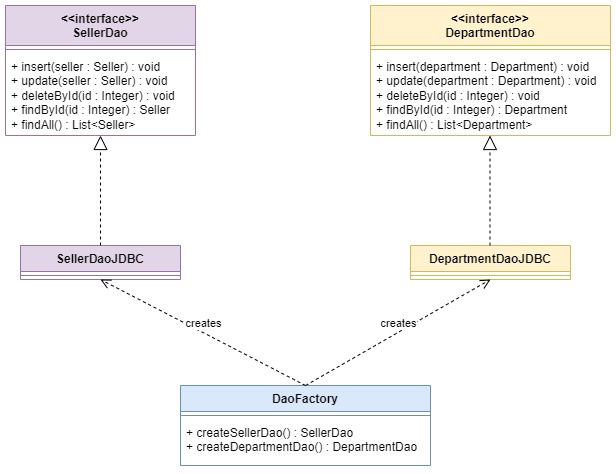 <<interface>>
SellerDao
+ insert(seller : Seller) : void
+ update(seller : Seller) : void
+ deleteById(id : Integer) : void
+ findById(id : Integer) : Seller
+ findAll() : List<Seller>
<<interface>>
DepartmentDao
+ insert(department : Department) : void
+ update(department : Department) : void
+ deleteById(id : Integer) : void
+ findById(id : Integer) : Department
+ findAll() : List<Department>
SellerDaoJDBC
DepartmentDaoJDBC
creates
creates
DaoFactory
+ createSellerDao() : SellerDao
+ createDepartmentDao() : DepartmentDao